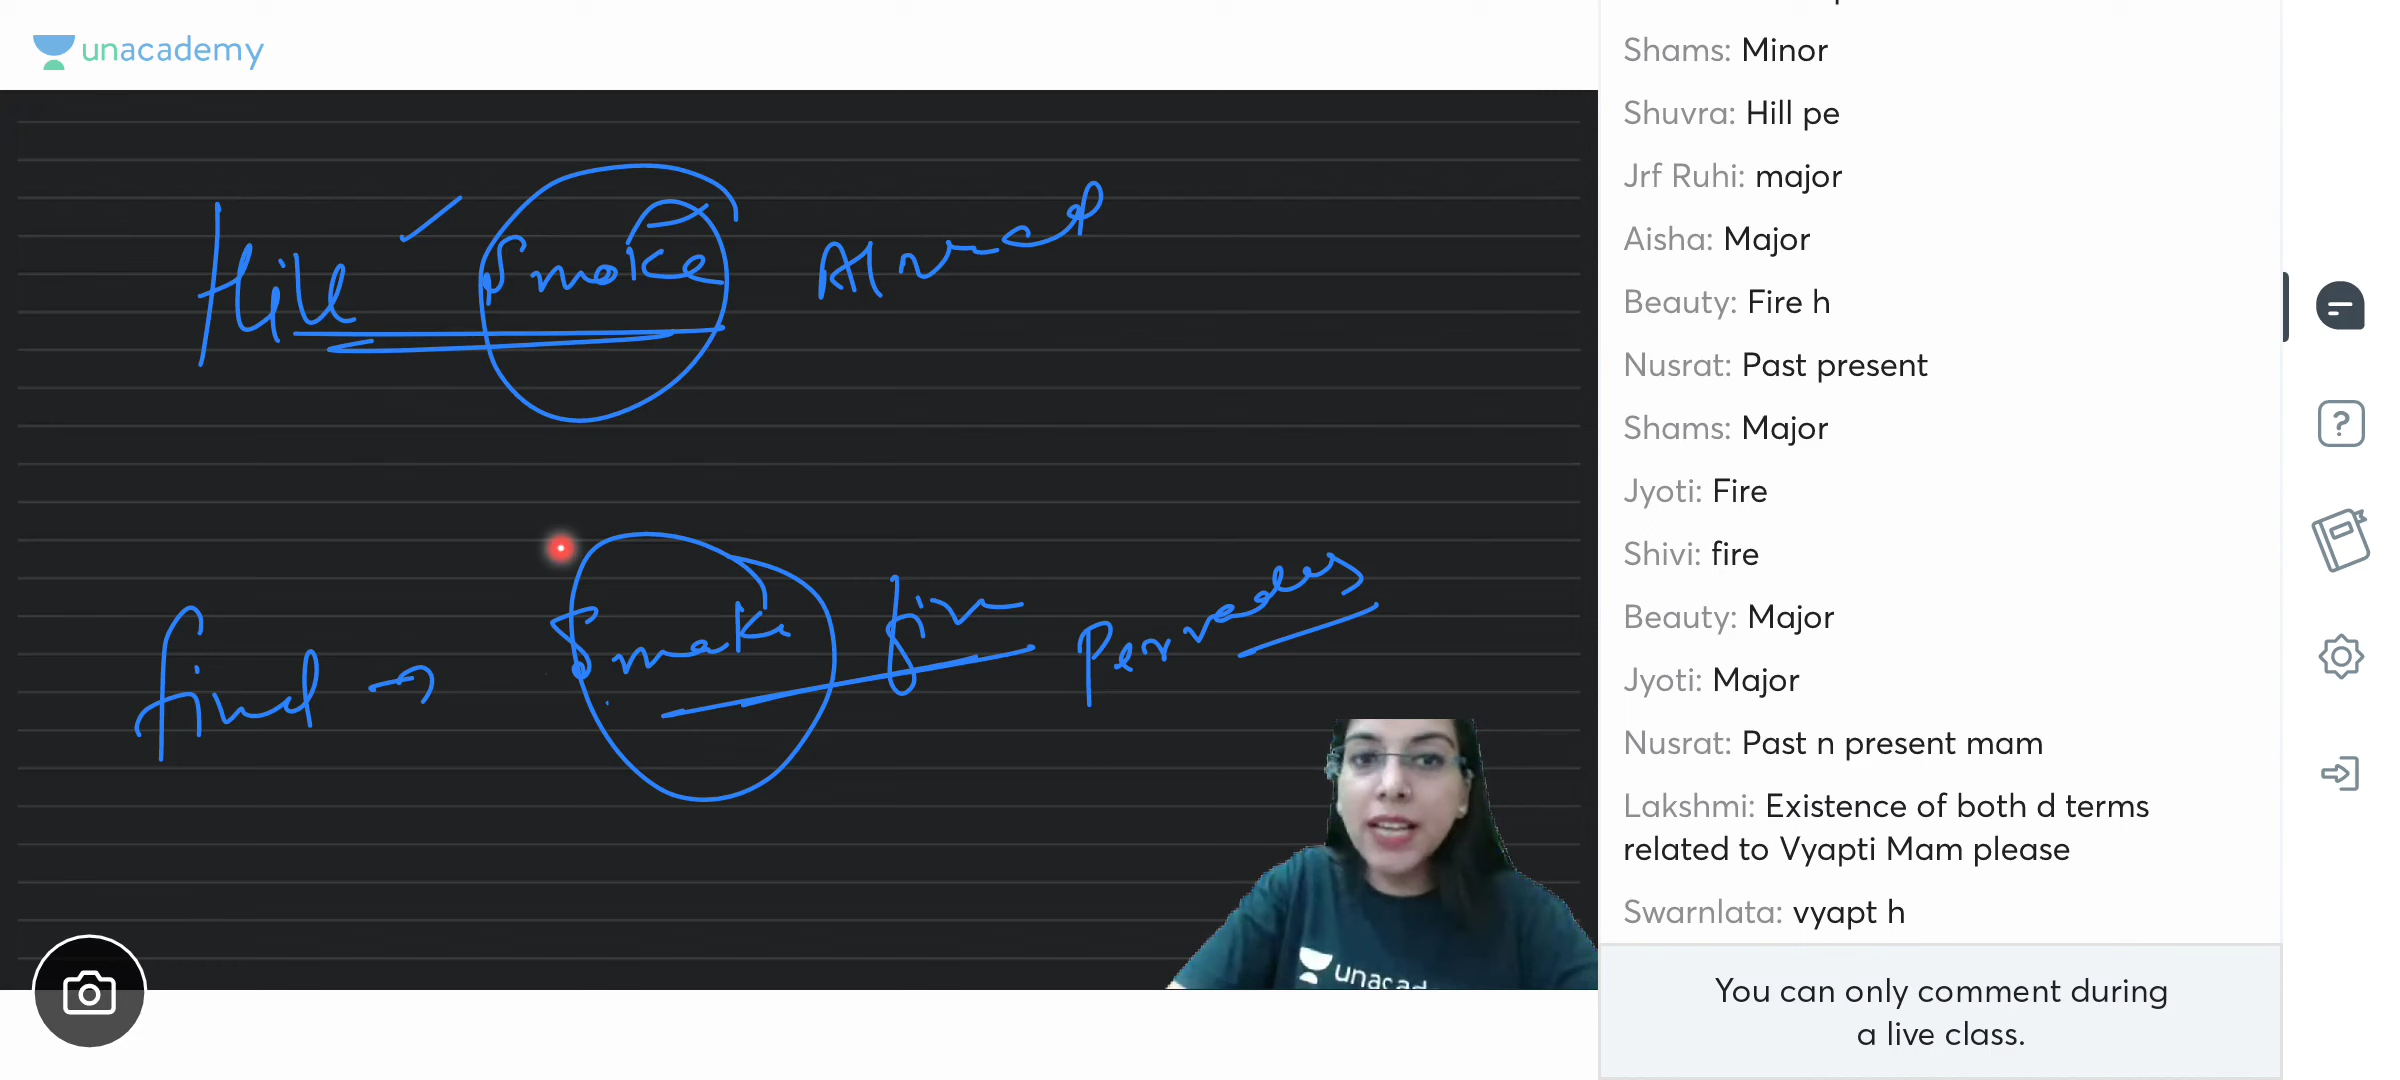 unacademy
Hill Smoke Alread
find → Smoke fire Pervades
unacad
Shams: Minor
Shuvra: Hill pe
Jrf Ruhi: major
Aisha: Major
Beauty: Fire h
Nusrat: Past present
Shams: Major
Jyoti: Fire
Shivi: fire
Beauty: Major
Jyoti: Major
Nusrat: Past n present mam
Lakshmi: Existence of both d terms
related to Vyapti Mam please
Swarnlata: vyapt h
You can only comment during
a live class.
?